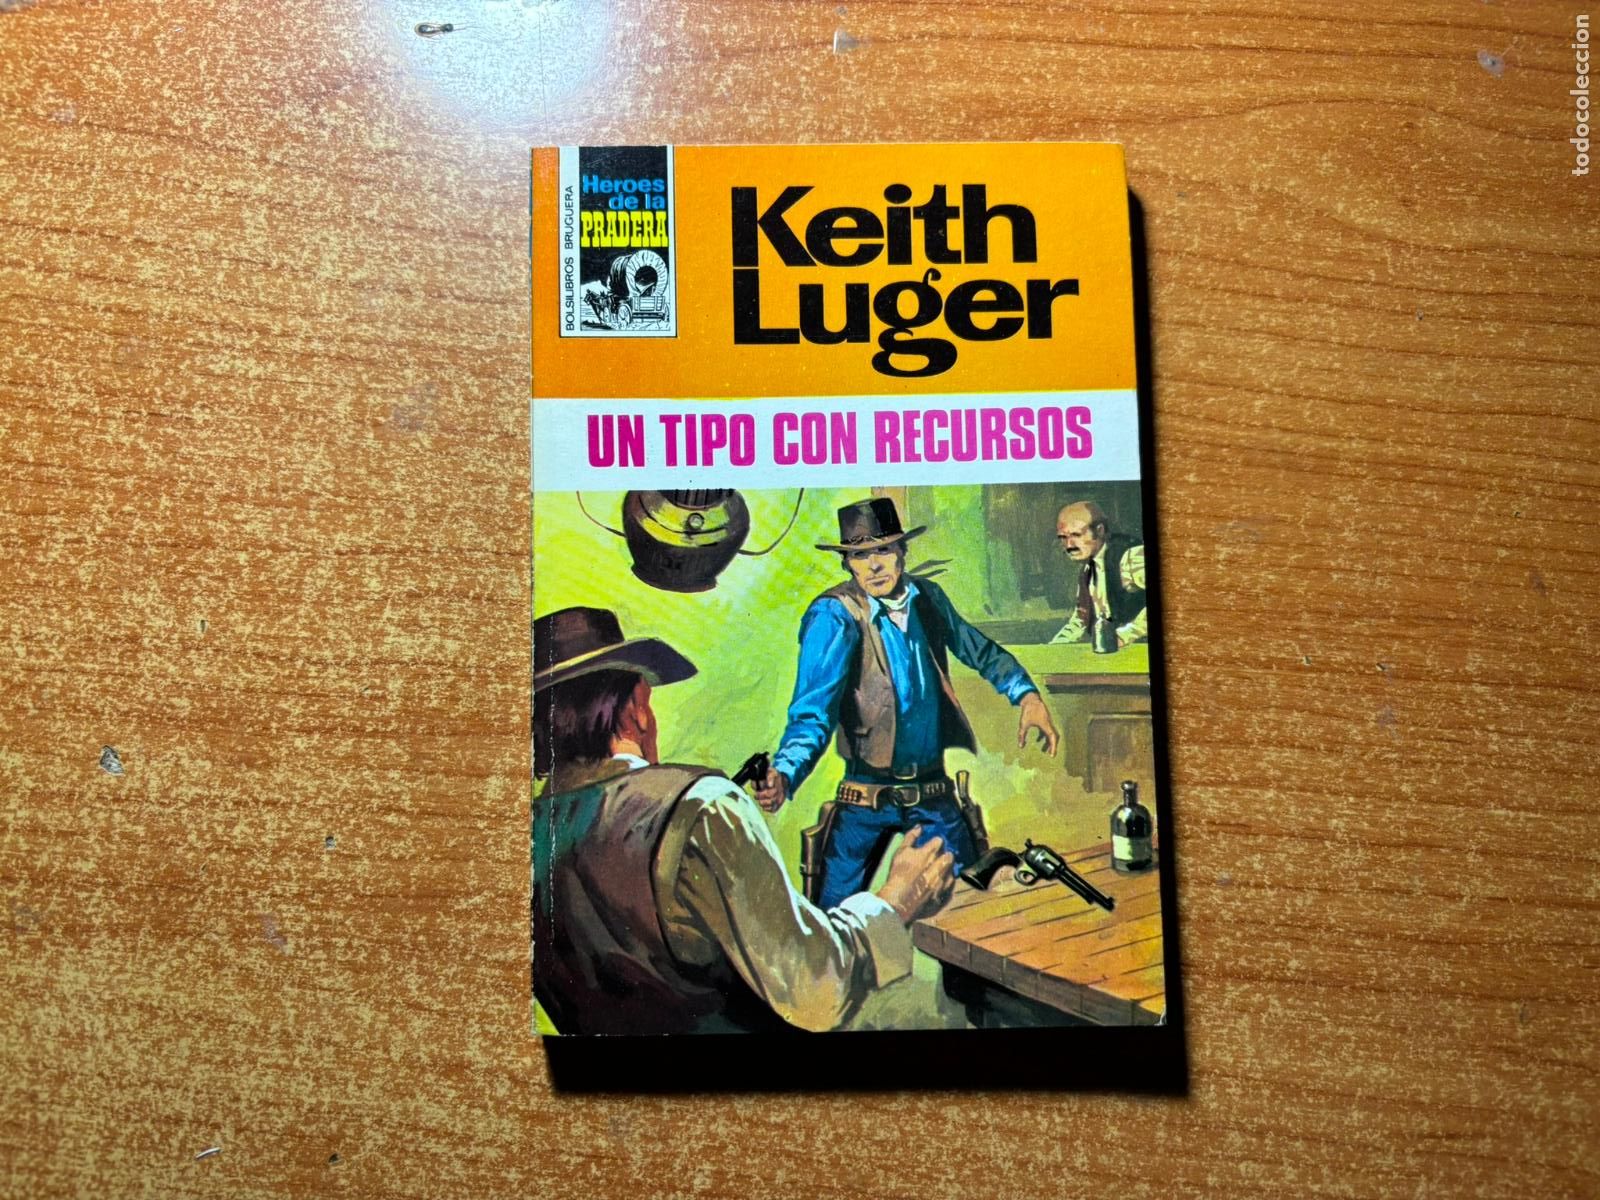 BOLSILIBROS BRUGUERA
Heroes
de la
PRADERA
Keith
Luger
UN TIPO CON RECURSOS
todocoleccion